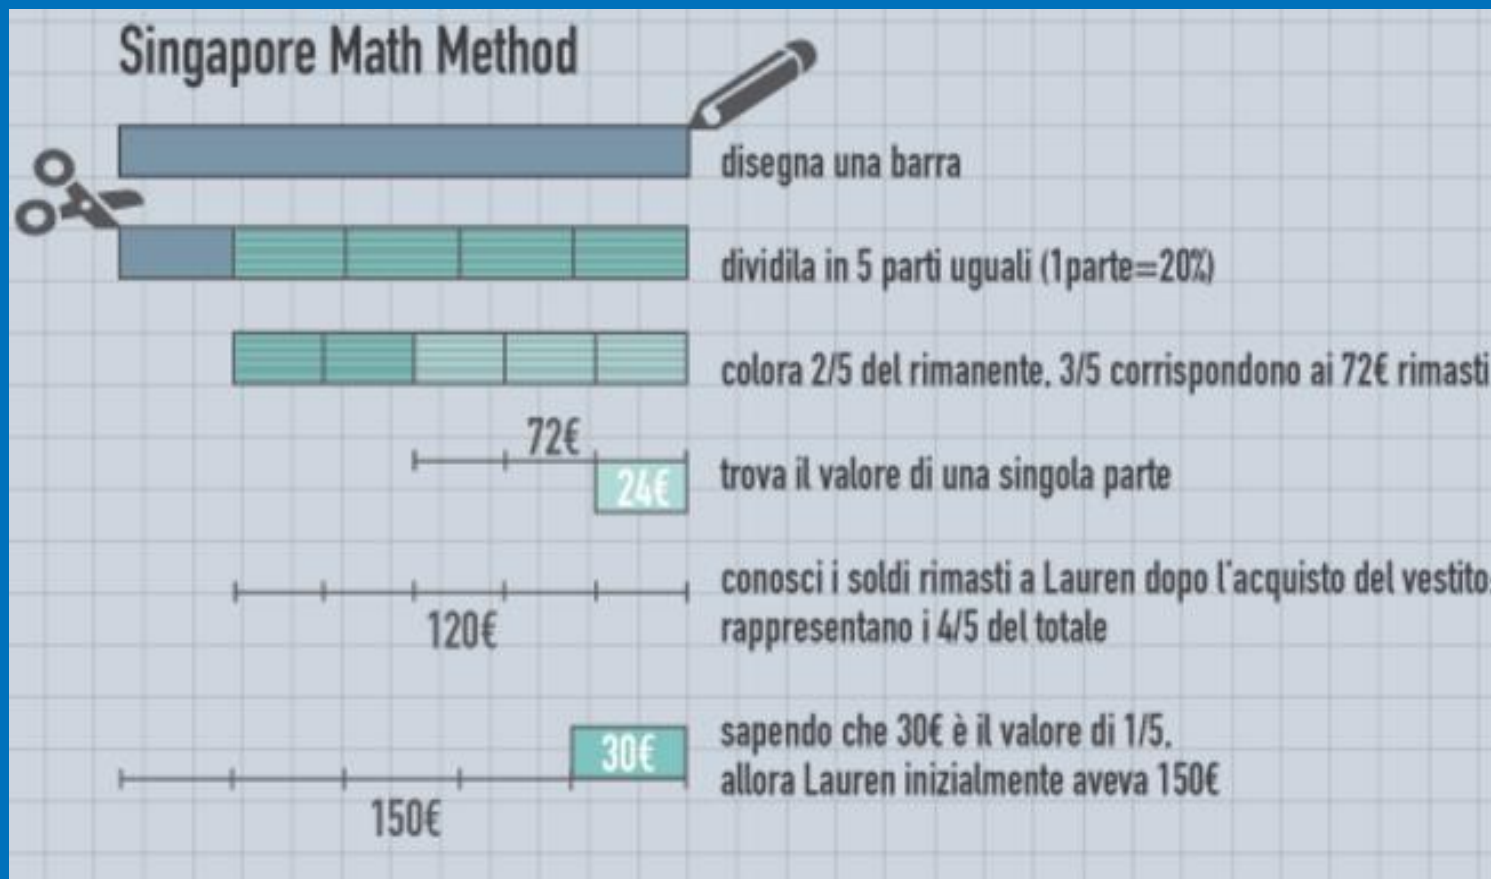 Singapore Math Method
disegna una barra
dividila in 5 parti uguali (1parte=20%)
colora 2/5 del rimanente, 3/5 corrispondono ai 72€ rimasti
72€
24€
trova il valore di una singola parte
conosci i soldi rimasti a Lauren dopo l'acquisto del vestito:
rappresentano i 4/5 del totale
120€
30€
sapendo che 30€ è il valore di 1/5,
allora Lauren inizialmente aveva 150€
150€